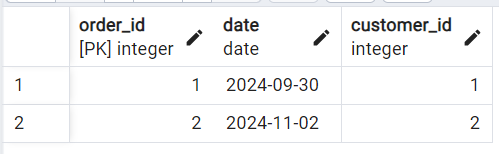 order_id date customer_id
[PK] integer date integer
1 1 2024-09-30 1
2 2 2024-11-02 2